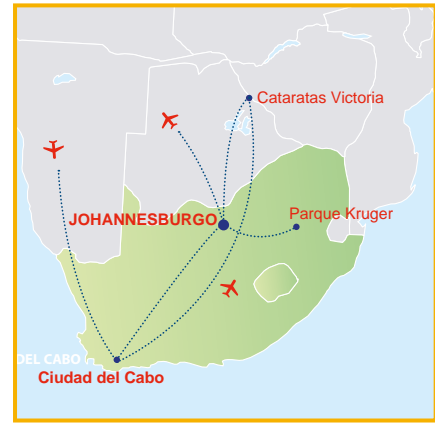 Cataratas Victoria
JOHANNESBURGO
Parque Kruger
DEL CABO
Ciudad del Cabo